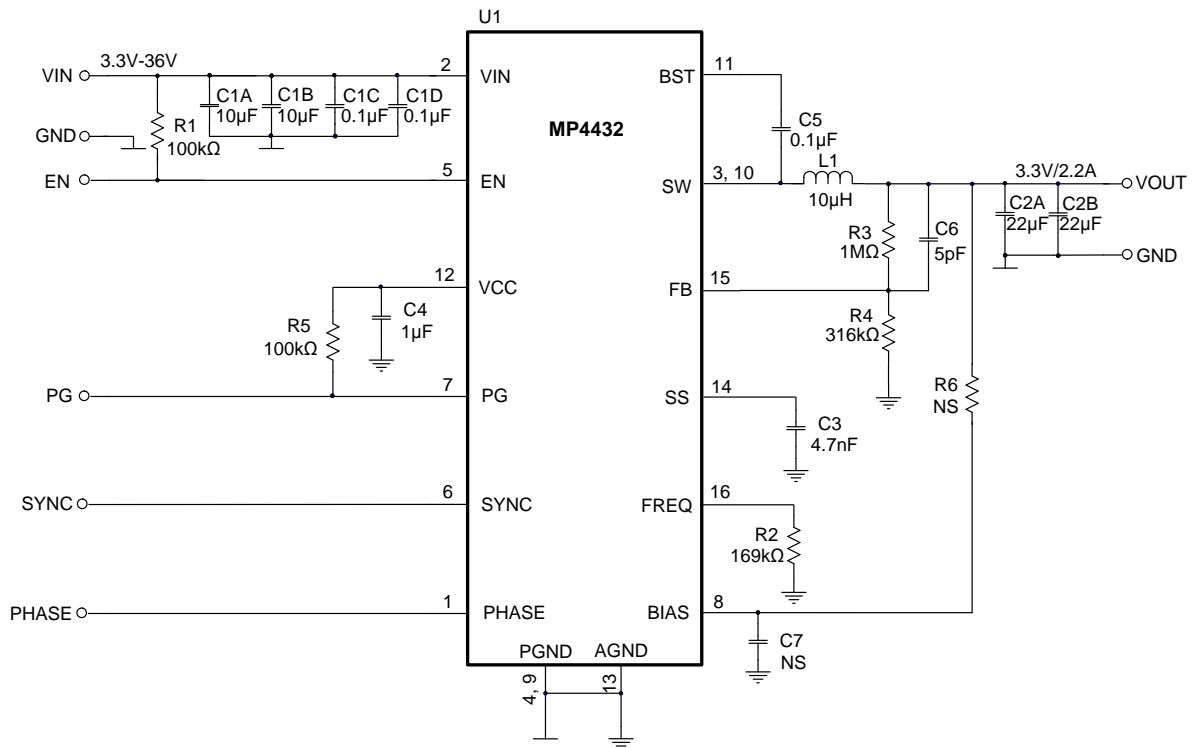 U1
MP4432
VIN
3.3V-36V
2
VIN
C1A
10µF
C1B
10µF
C1C
0.1µF
C1D
0.1µF
GND
R1
100kΩ
EN
5
EN
12
VCC
C4
1µF
R5
100kΩ
PG
7
PG
SYNC
6
SYNC
PHASE
1
PHASE
PGND
4, 9
AGND
13
BST
11
C5
0.1µF
SW
3, 10
L1
10µH
3.3V/2.2A
VOUT
C2A
22µF
C2B
22µF
GND
R3
1MΩ
C6
5pF
FB
15
R4
316kΩ
SS
14
C3
4.7nF
R6
NS
FREQ
16
R2
169kΩ
BIAS
8
C7
NS